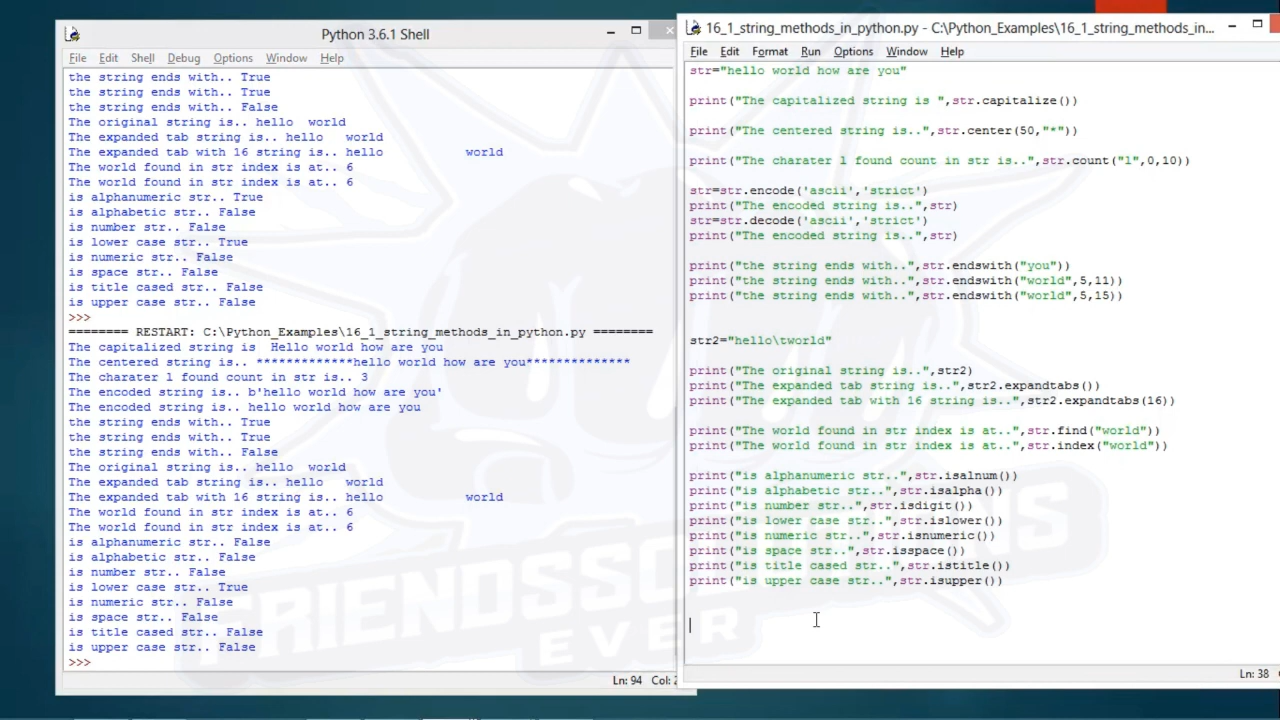 Python 3.6.1 Shell
File Edit Shell Debug Options Window Help
the string ends with.. True
the string ends with.. True
the string ends with.. False
The original string is.. hello  world
The expanded tab string is.. hello   world
The expanded tab with 16 string is.. hello           world
The world found in str index is at.. 6
The world found in str index is at.. 6
is alphanumeric str.. True
is alphabetic str.. False
is number str.. False
is lower case str.. True
is numeric str.. False
is space str.. False
is title cased str.. False
is upper case str.. False
>>>
======== RESTART: C:\Python_Examples\16_1_string_methods_in_python.py ========
The capitalized string is  Hello world how are you
The centered string is.. *************hello world how are you**************
The charater l found count in str is.. 3
The encoded string is.. b'hello world how are you'
The encoded string is.. hello world how are you
the string ends with.. True
the string ends with.. True
the string ends with.. False
The original string is.. hello  world
The expanded tab string is.. hello   world
The expanded tab with 16 string is.. hello           world
The world found in str index is at.. 6
The world found in str index is at.. 6
is alphanumeric str.. False
is alphabetic str.. False
is number str.. False
is lower case str.. True
is numeric str.. False
is space str.. False
is title cased str.. False
is upper case str.. False
>>>
Ln: 94 Col:
16_1_string_methods_in_python.py - C:\Python_Examples\16_1_string_methods_in...
File Edit Format Run Options Window Help
str="hello world how are you"
print("The capitalized string is ",str.capitalize())
print("The centered string is..",str.center(50,"*"))
print("The charater l found count in str is..",str.count("l",0,10))
str=str.encode('ascii','strict')
print("The encoded string is..",str)
str=str.decode('ascii','strict')
print("The encoded string is..",str)
print("the string ends with..",str.endswith("you"))
print("the string ends with..",str.endswith("world",5,11))
print("the string ends with..",str.endswith("world",5,15))
str2="hello\tworld"
print("The original string is..",str2)
print("The expanded tab string is..",str2.expandtabs())
print("The expanded tab with 16 string is..",str2.expandtabs(16))
print("The world found in str index is at..",str.find("world"))
print("The world found in str index is at..",str.index("world"))
print("is alphanumeric str..",str.isalnum())
print("is alphabetic str..",str.isalpha())
print("is number str..",str.isdigit())
print("is lower case str..",str.islower())
print("is numeric str..",str.isnumeric())
print("is space str..",str.isspace())
print("is title cased str..",str.istitle())
print("is upper case str..",str.isupper())
Ln: 38
EVER